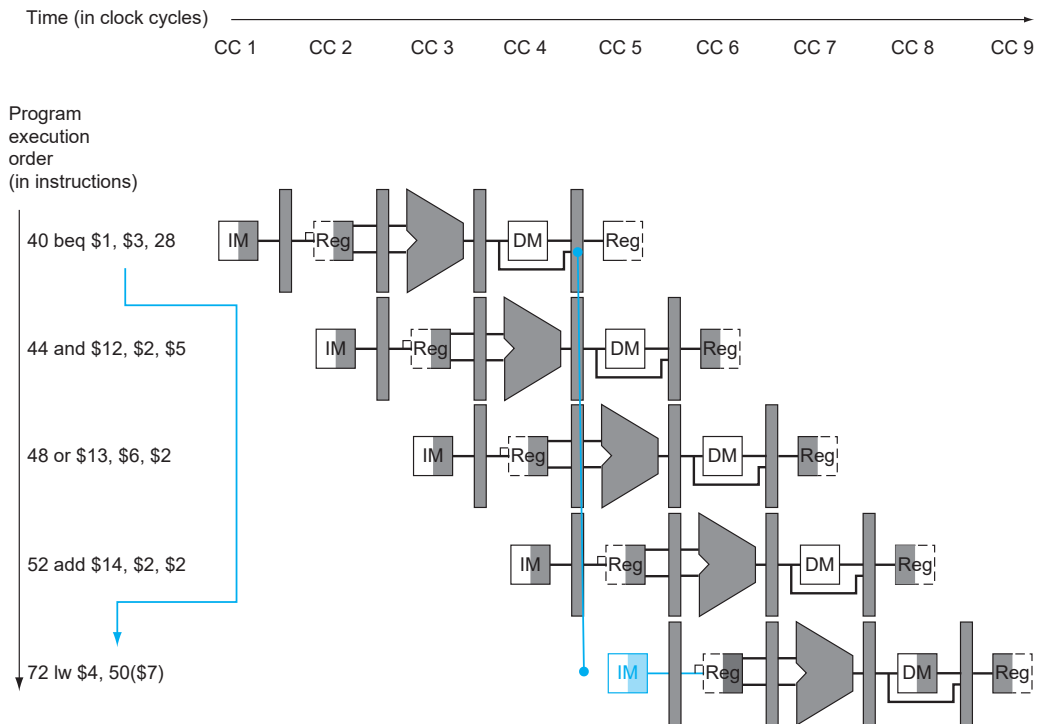 Time (in clock cycles)
CC 1 CC 2 CC 3 CC 4 CC 5 CC 6 CC 7 CC 8 CC 9
Program
execution
order
(in instructions)
40 beq $1, $3, 28 IM Reg DM Reg
44 and $12, $2, $5 IM Reg DM Reg
48 or $13, $6, $2 IM Reg DM Reg
52 add $14, $2, $2 IM Reg DM Reg
72 lw $4, 50($7) IM Reg DM Reg